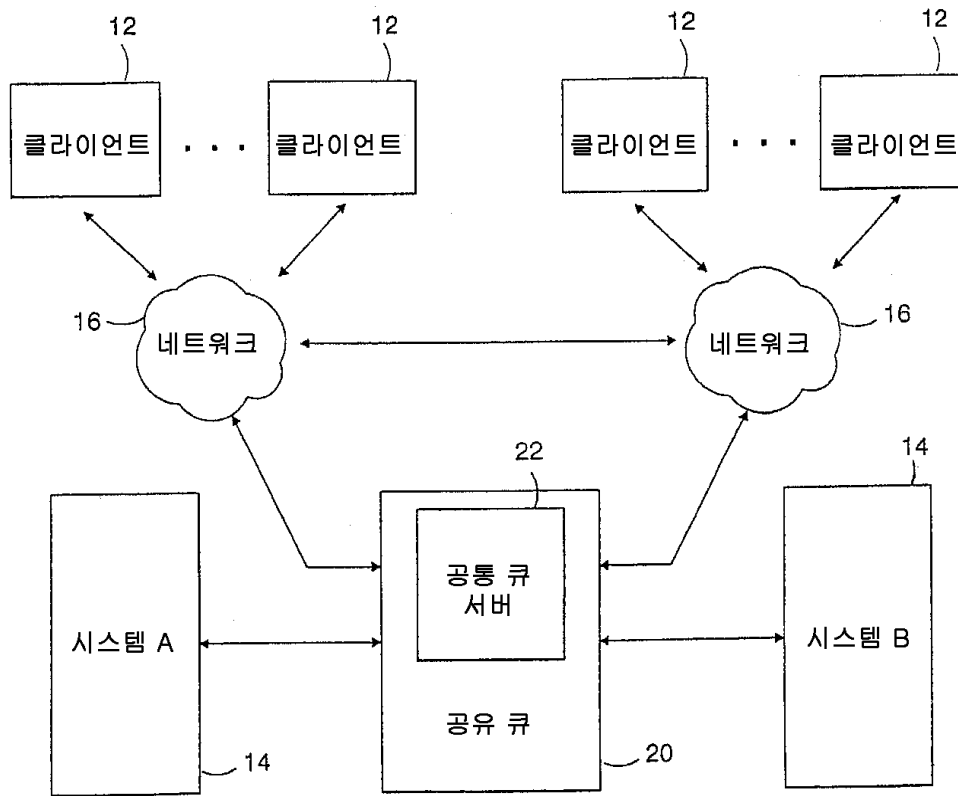 12 12 12 12
클라이언트 · · · 클라이언트 클라이언트 · · · 클라이언트
16 네트워크 네트워크 16
22 14
공통 큐
서버
시스템 A 시스템 B
공유 큐
14 20